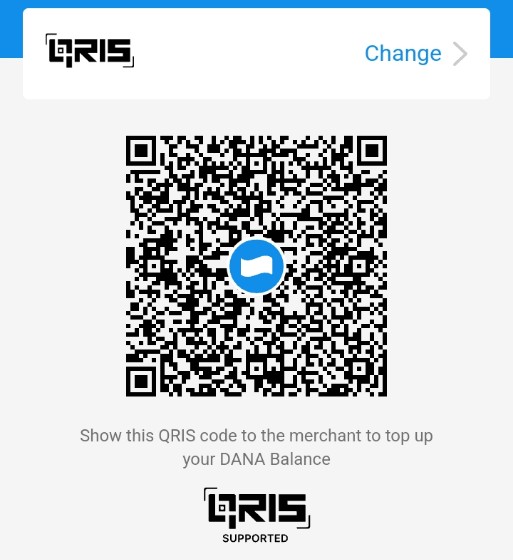 QRIS
Change
Show this QRIS code to the merchant to top up
your DANA Balance
QRIS
SUPPORTED